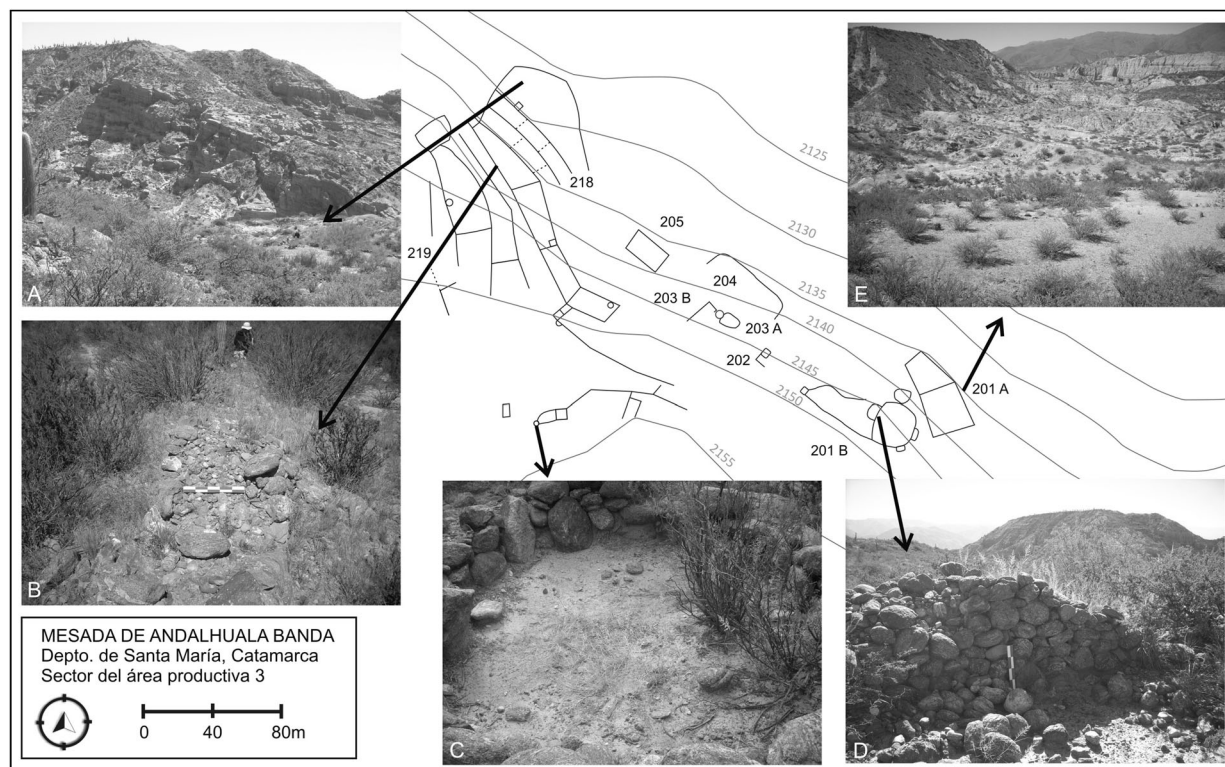 A
B
C
D
E
2125
2130
2135
2140
2145
2150
2155
218
219
205
204
203 B
203 A
202
201 A
201 B
MESADA DE ANDALHUALA BANDA
Depto. de Santa María, Catamarca
Sector del área productiva 3
0 40 80m